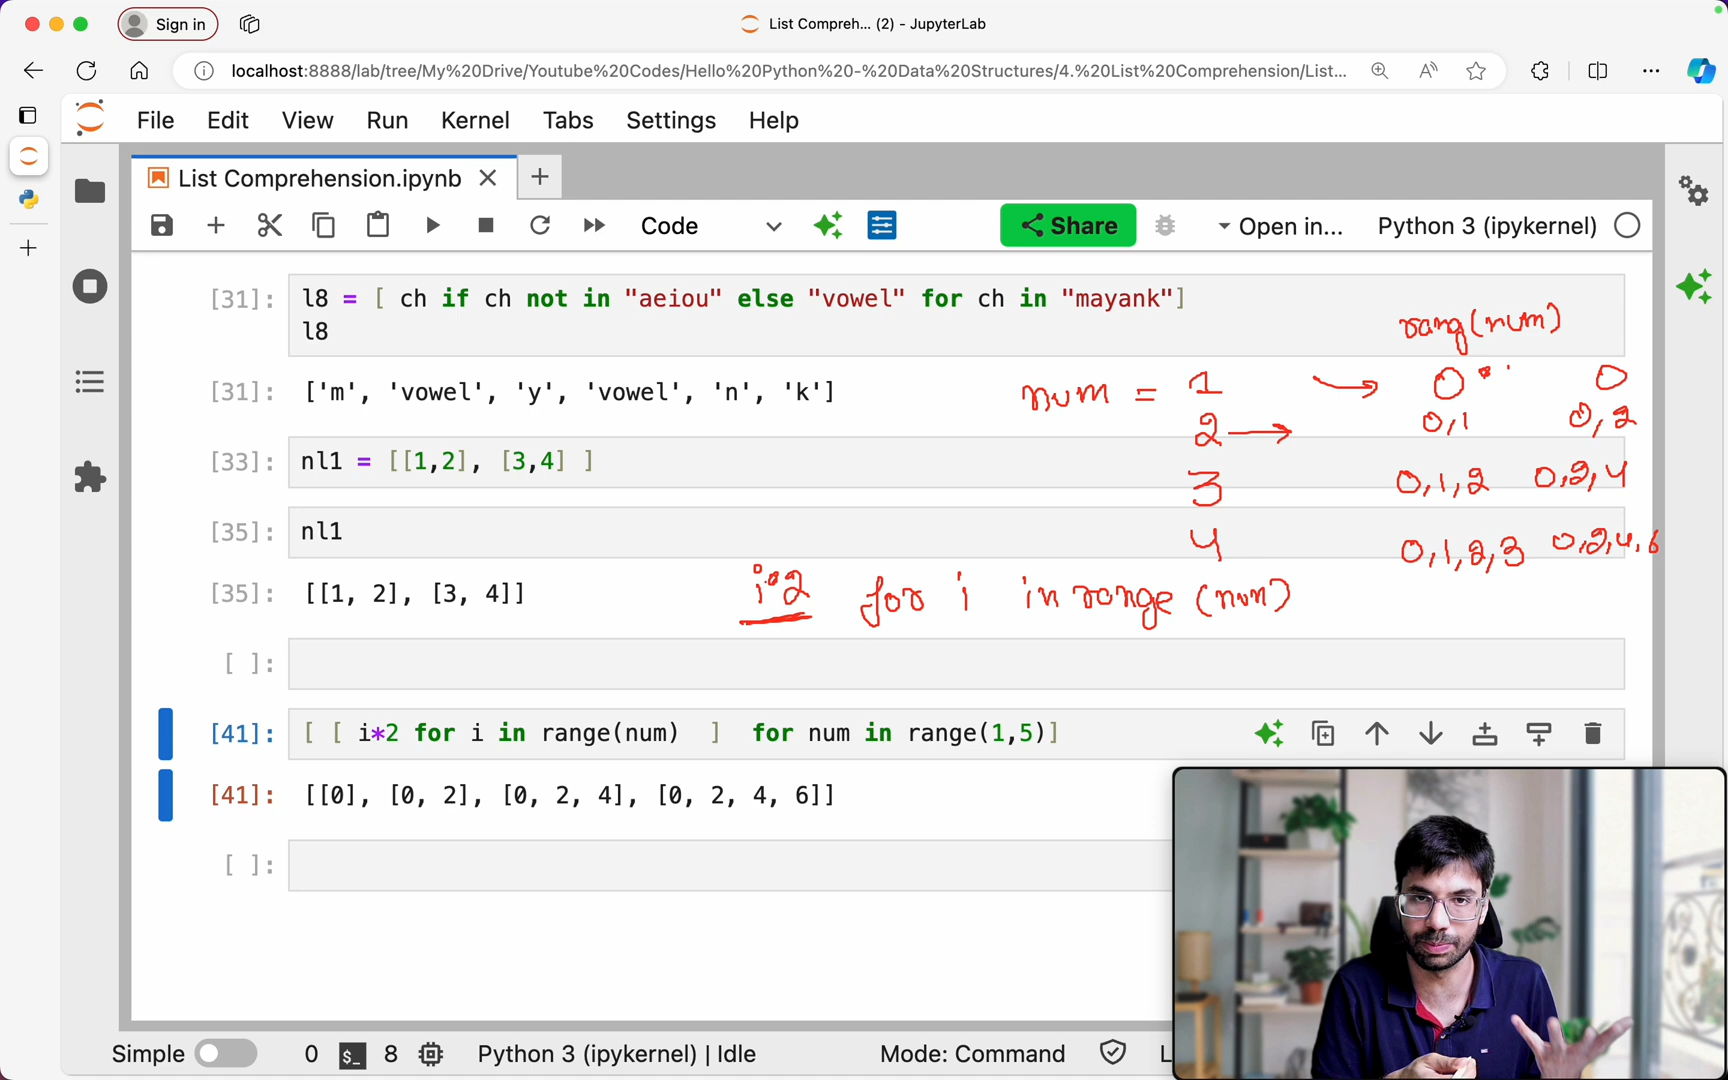 Sign in
List Compreh... (2) - JupyterLab
localhost:8888/lab/tree/My%20Drive/Youtube%20Codes/Hello%20Python%20-%20Data%20Structures/4.%20List%20Comprehension/List...
File Edit View Run Kernel Tabs Settings Help
List Comprehension.ipynb
Code
Share
Open in...
Python 3 (ipykernel)
[31]: l8 = [ ch if ch not in "aeiou" else "vowel" for ch in "mayank"]
l8
rang(num)
[31]: ['m', 'vowel', 'y', 'vowel', 'n', 'k']
num = 1 → 0 0
2 → 0,1 0,2
[33]: nl1 = [[1,2], [3,4] ]
3 0,1,2 0,2,4
[35]: nl1
4 0,1,2,3 0,2,4,6
[35]: [[1, 2], [3, 4]]
i*2 for i in range (num)
[ ]:
[41]: [ [ i*2 for i in range(num) ] for num in range(1,5)]
[41]: [[0], [0, 2], [0, 2, 4], [0, 2, 4, 6]]
[ ]:
Simple 0 $_ 8 Python 3 (ipykernel) | Idle Mode: Command L